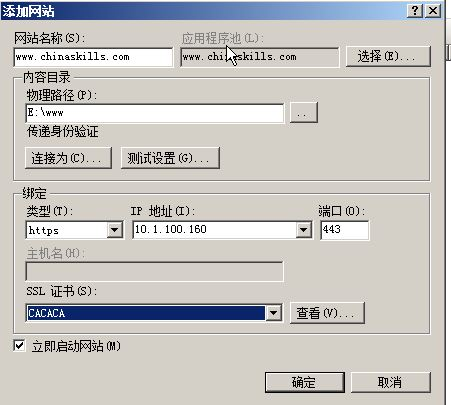 添加网站
网站名称(S): 应用程序池(L):
www.chinaskills.com www.chinaskills.com 选择(E)...
内容目录
物理路径(P):
E:\www ..
传递身份验证
连接为(C)... 测试设置(G)...
绑定
类型(T): IP 地址(I): 端口(O):
https 10.1.100.160 443
主机名(H):
SSL 证书(S):
CACACA 查看(V)...
立即启动网站(M)
确定 取消